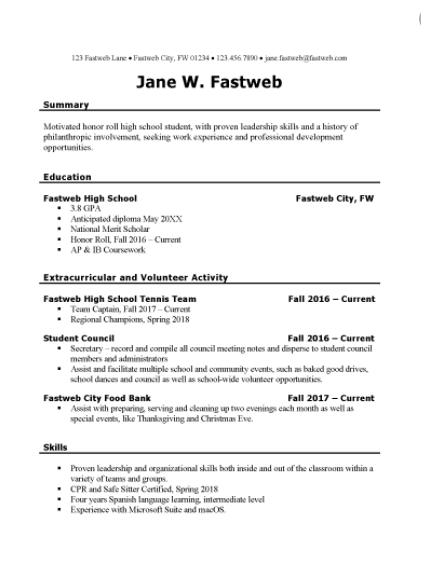 123 Fastweb Lane • Fastweb City, FW 01234 • 123.456.7890 • jane.fastweb@fastweb.com
Jane W. Fastweb
Summary
Motivated honor roll high school student, with proven leadership skills and a history of
philanthropic involvement, seeking work experience and professional development
opportunities.
Education
Fastweb High School Fastweb City, FW
▪ 3.8 GPA
▪ Anticipated diploma May 20XX
▪ National Merit Scholar
▪ Honor Roll, Fall 2016 – Current
▪ AP & IB Coursework
Extracurricular and Volunteer Activity
Fastweb High School Tennis Team Fall 2016 – Current
▪ Team Captain, Fall 2017 – Current
▪ Regional Champions, Spring 2018
Student Council Fall 2016 – Current
▪ Secretary – record and compile all council meeting notes and disperse to student council
members and administrators
▪ Assist and facilitate multiple school and community events, such as baked good drives,
school dances and council as well as school-wide volunteer opportunities.
Fastweb City Food Bank Fall 2017 – Current
▪ Assist with preparing, serving and cleaning up two evenings each month as well as
special events, like Thanksgiving and Christmas Eve.
Skills
▪ Proven leadership and organizational skills both inside and out of the classroom within a
variety of teams and groups.
▪ CPR and Safe Sitter Certified, Spring 2018
▪ Four years Spanish language learning, intermediate level
▪ Experience with Microsoft Suite and macOS.